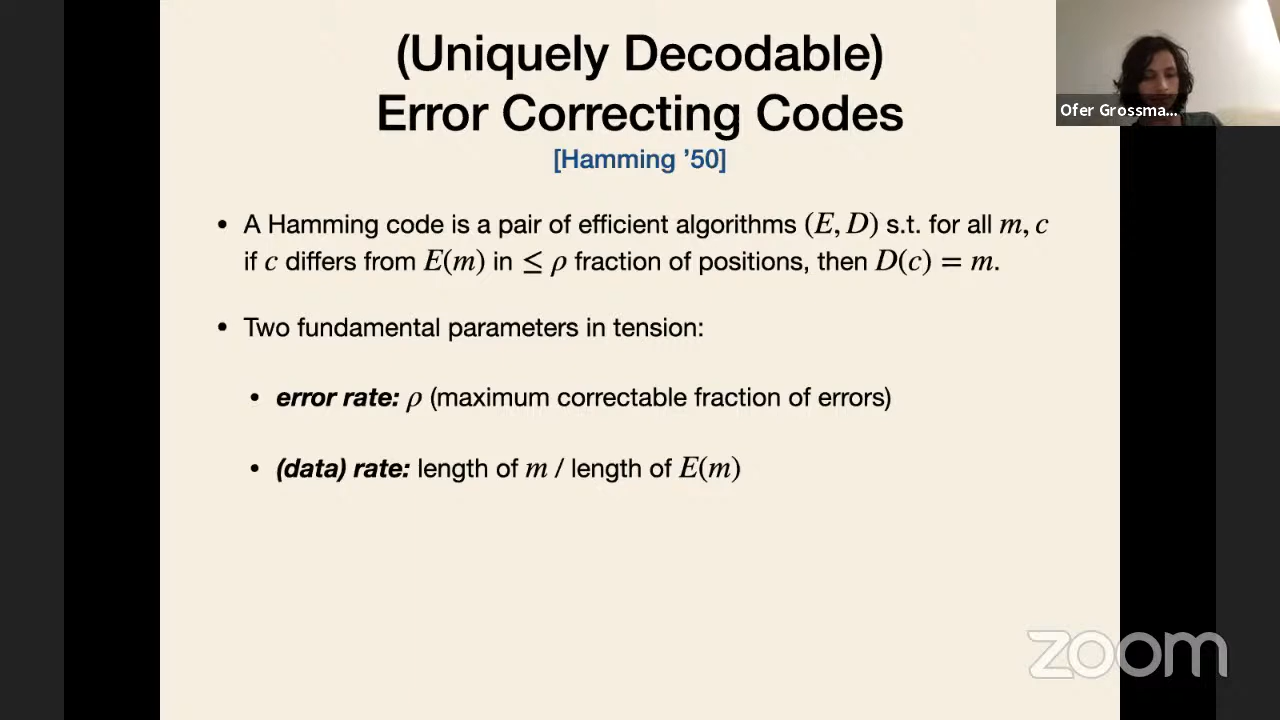 (Uniquely Decodable)
Error Correcting Codes
[Hamming ’50]
Ofer Grossma...
• A Hamming code is a pair of efficient algorithms (E, D) s.t. for all m, c
if c differs from E(m) in ≤ ρ fraction of positions, then D(c) = m.
• Two fundamental parameters in tension:
• error rate: ρ (maximum correctable fraction of errors)
• (data) rate: length of m / length of E(m)
zoom